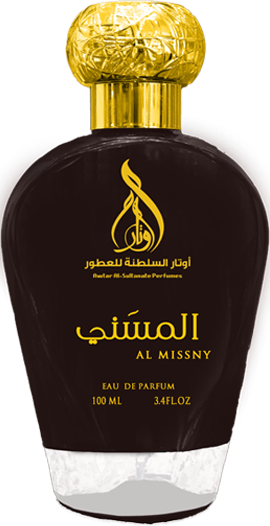 أوتار
أوتار السلطنة للعطور
Awtar Al-Sultanate Perfumes
المسَني
AL MISSNY
EAU DE PARFUM
100 ML 3.4FL.OZ